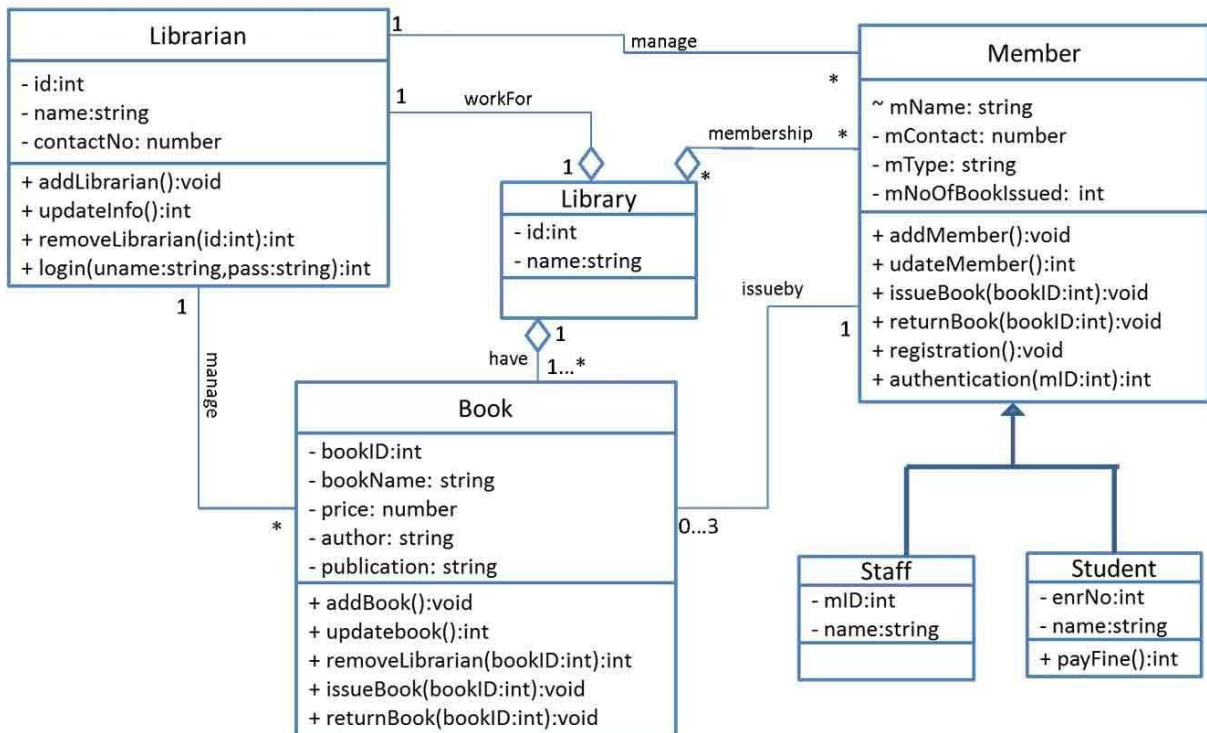 Librarian
- id:int
- name:string
- contactNo: number
+ addLibrarian():void
+ updateInfo():int
+ removeLibrarian(id:int):int
+ login(uname:string,pass:string):int
1
manage
*
1
workFor
1
membership
*
*
Library
- id:int
- name:string
Member
~ mName: string
- mContact: number
- mType: string
- mNoOfBookIssued: int
+ addMember():void
+ udateMember():int
+ issueBook(bookID:int):void
+ returnBook(bookID:int):void
+ registration():void
+ authentication(mID:int):int
issueby
1
0...3
1
manage
*
1
have
1...*
Book
- bookID:int
- bookName: string
- price: number
- author: string
- publication: string
+ addBook():void
+ updatebook():int
+ removeLibrarian(bookID:int):int
+ issueBook(bookID:int):void
+ returnBook(bookID:int):void
Staff
- mID:int
- name:string
Student
- enrNo:int
- name:string
+ payFine():int